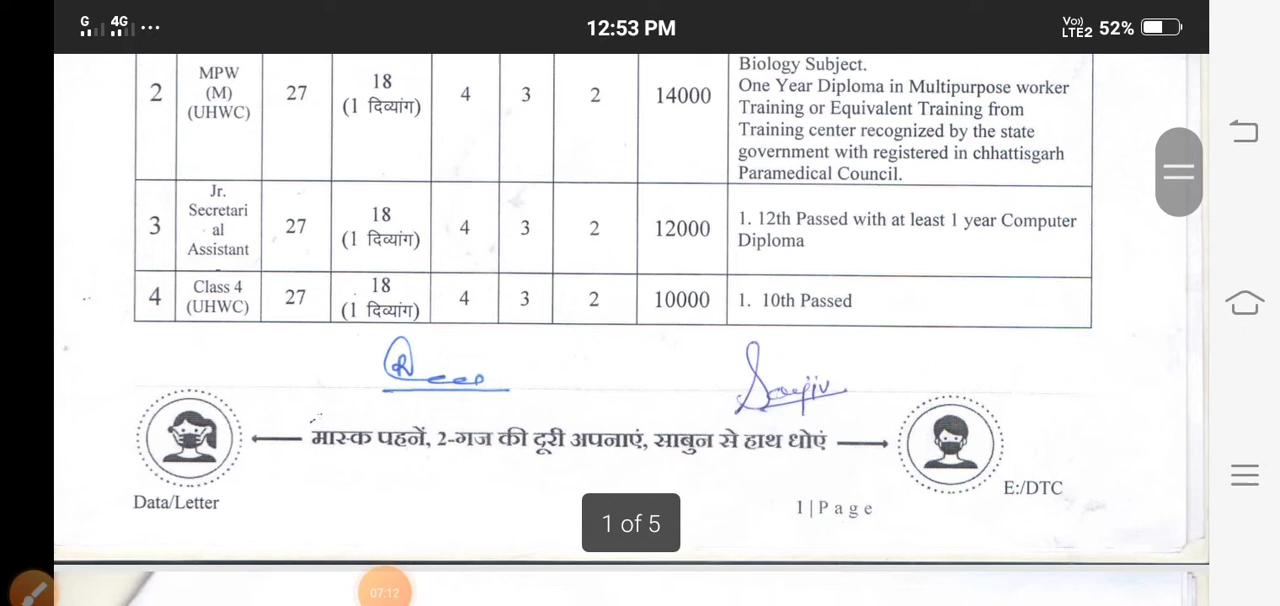 G 4G ... 12:53 PM Vo)) LTE2 52%
Biology Subject.
2 MPW (M) (UHWC) 27 18 (1 दिव्यांग) 4 3 2 14000 One Year Diploma in Multipurpose worker
Training or Equivalent Training from
Training center recognized by the state
government with registered in chhattisgarh
Paramedical Council.
3 Jr. Secretari al Assistant 27 18 (1 दिव्यांग) 4 3 2 12000 1. 12th Passed with at least 1 year Computer
Diploma
4 Class 4 (UHWC) 27 18 (1 दिव्यांग) 4 3 2 10000 1. 10th Passed
मास्क पहनें, 2-गज की दूरी अपनाएं, साबुन से हाथ धोएं
Data/Letter
E:/DTC
1|Page
1 of 5
07:12